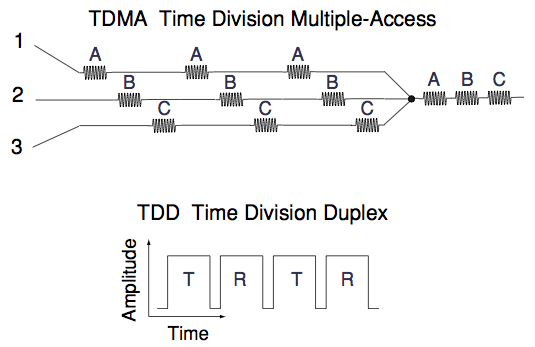 TDMA Time Division Multiple-Access
1 A A A
2 B B B A B C
C C C
3
TDD Time Division Duplex
Amplitude
T R T R
Time